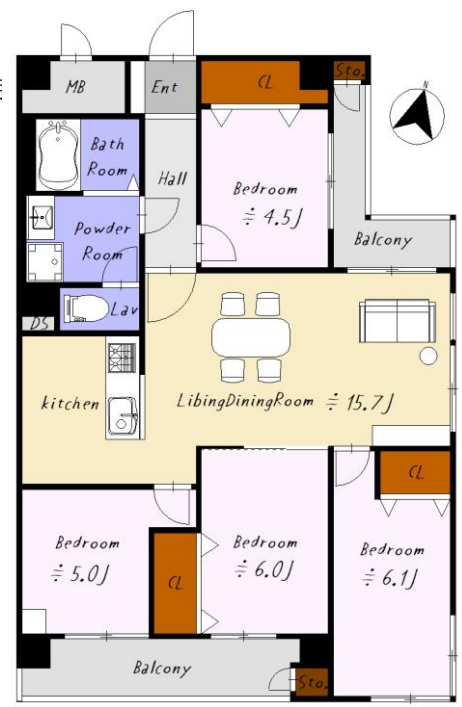 MB
Ent
CL
Sto.
N
Bath
Room
Hall
Bedroom
≒ 4.5J
Powder
Room
Balcony
Lav
DS
kitchen
LibingDiningRoom ≒ 15.7J
CL
Bedroom
≒ 5.0J
CL
Bedroom
≒ 6.0J
Bedroom
≒ 6.1J
Balcony
Sto.